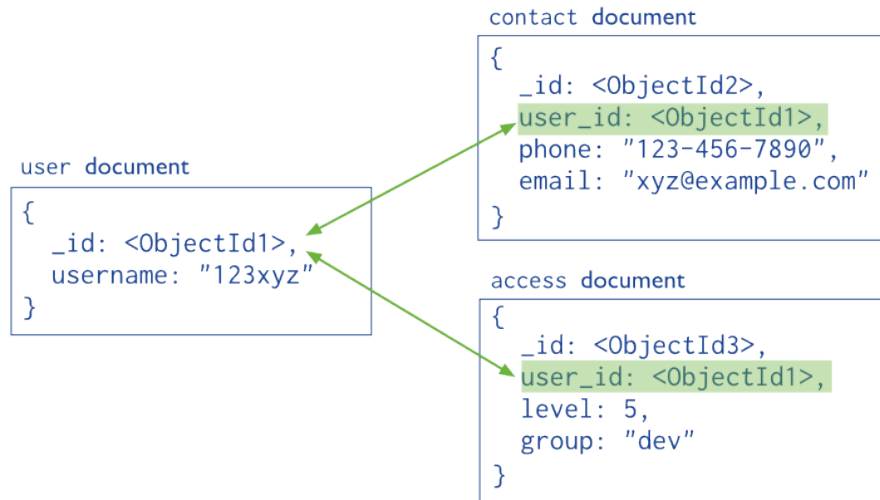 contact document
{
_id: <ObjectId2>,
user_id: <ObjectId1>,
phone: "123-456-7890",
email: "xyz@example.com"
}
user document
{
_id: <ObjectId1>,
username: "123xyz"
}
access document
{
_id: <ObjectId3>,
user_id: <ObjectId1>,
level: 5,
group: "dev"
}